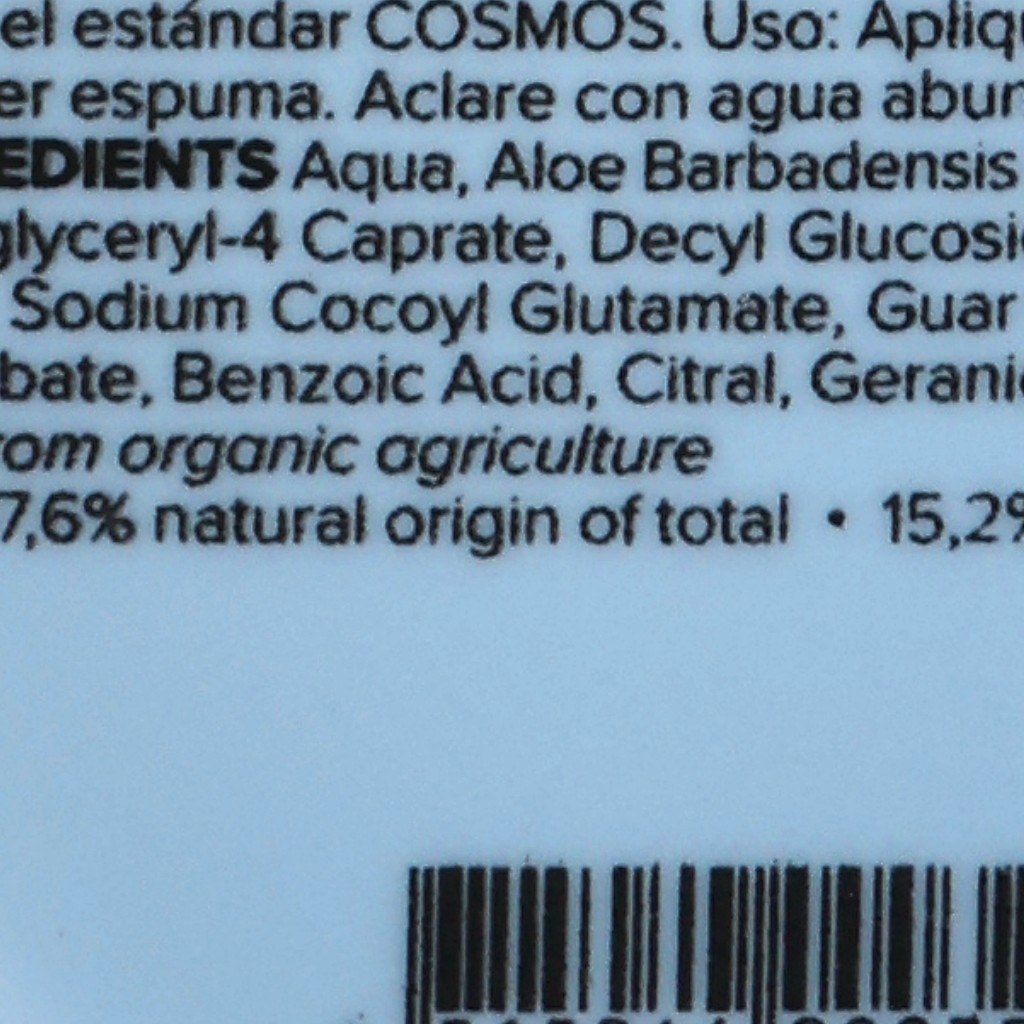 el estándar COSMOS. Uso: Apliqu
er espuma. Aclare con agua abun
EDIENTS Aqua, Aloe Barbadensis
glyceryl-4 Caprate, Decyl Glucosi
Sodium Cocoyl Glutamate, Guar
bate, Benzoic Acid, Citral, Gerani
om organic agriculture
7,6% natural origin of total • 15,2%